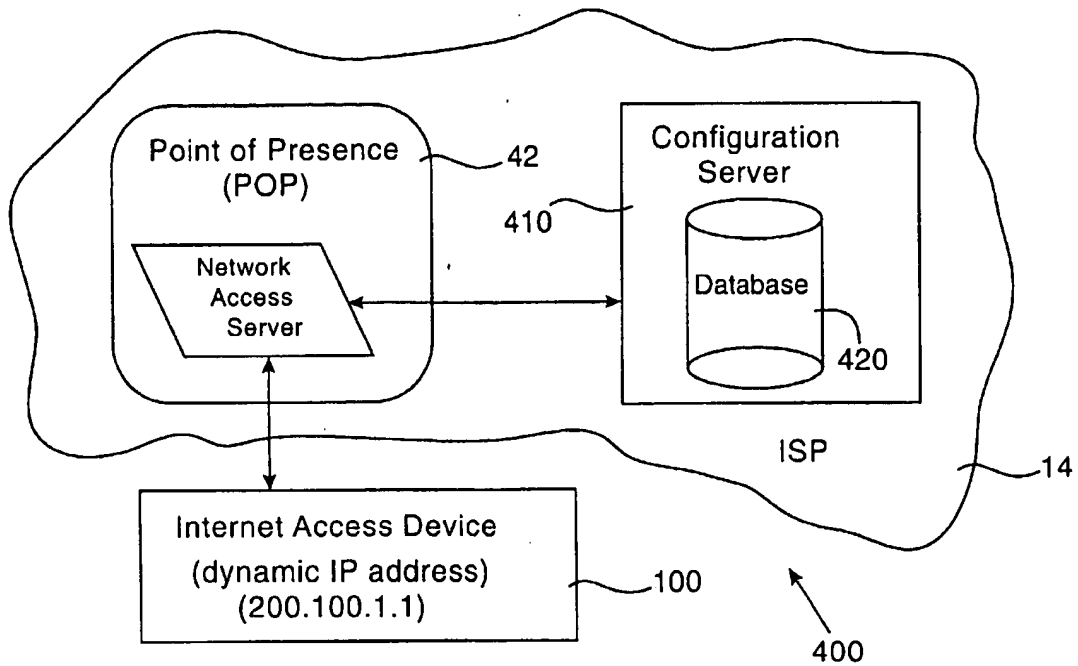 Point of Presence
(POP)
42
Network
Access
Server
Configuration
Server
410
Database
420
ISP
14
Internet Access Device
(dynamic IP address)
(200.100.1.1)
100
400